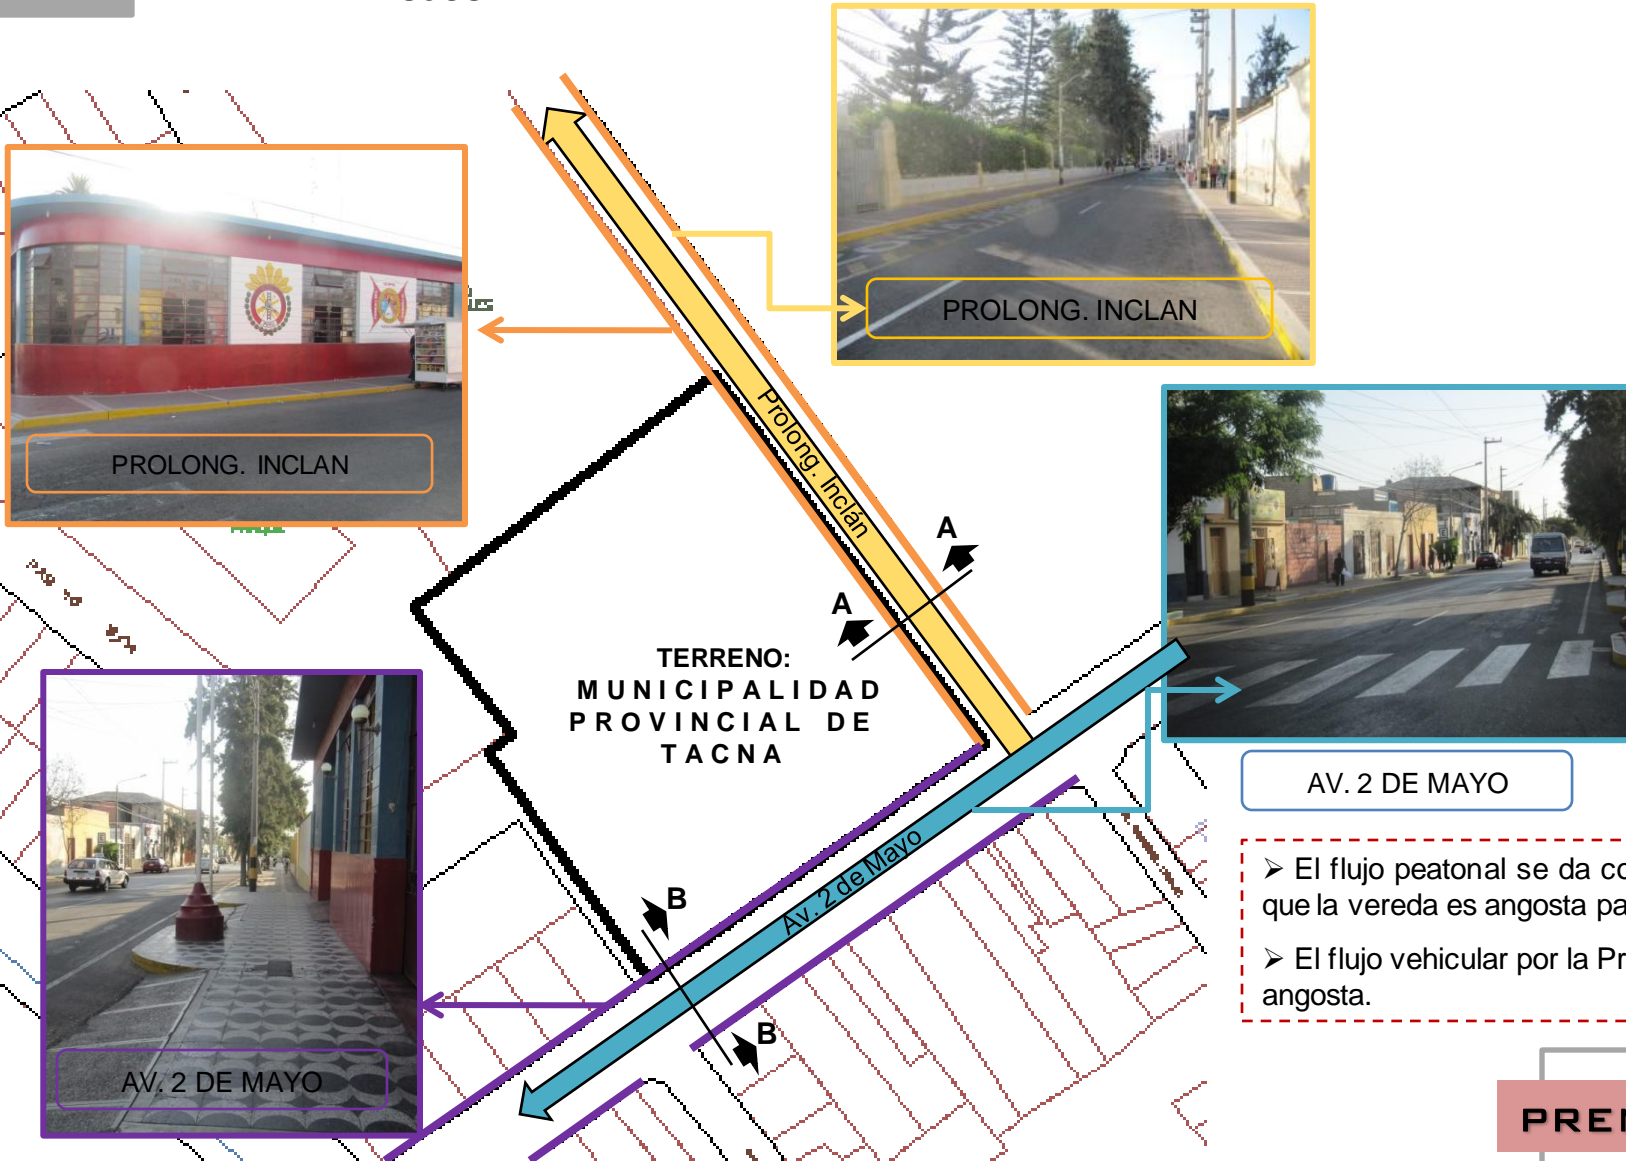 PROLONG. INCLAN
PROLONG. INCLAN
Prolong. Inclán
A
A
TERRENO:
MUNICIPALIDAD
PROVINCIAL DE
TACNA
AV. 2 DE MAYO
Av. 2 de Mayo
➢ El flujo peatonal se da co
que la vereda es angosta pa
➢ El flujo vehicular por la Pr
angosta.
B
B
AV. 2 DE MAYO